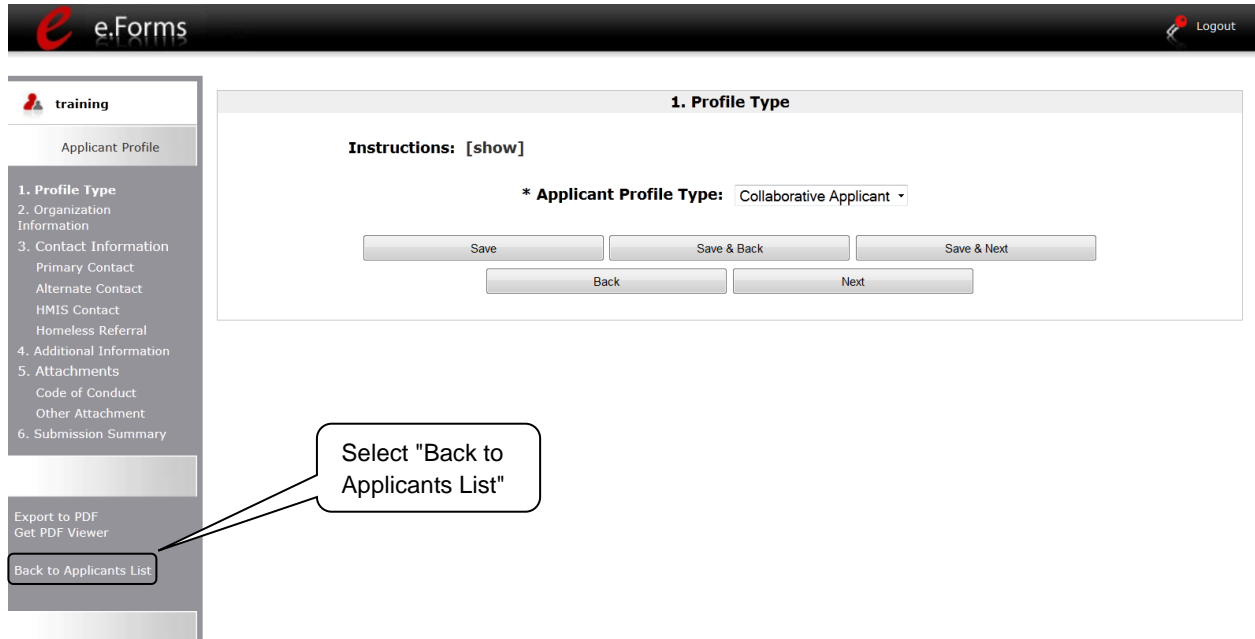 e e.Forms
Logout
training
Applicant Profile
1. Profile Type
2. Organization
Information
3. Contact Information
Primary Contact
Alternate Contact
HMIS Contact
Homeless Referral
4. Additional Information
5. Attachments
Code of Conduct
Other Attachment
6. Submission Summary
Export to PDF
Get PDF Viewer
Back to Applicants List
1. Profile Type
Instructions: [show]
* Applicant Profile Type: Collaborative Applicant
Save Save & Back Save & Next
Back Next
Select "Back to
Applicants List"